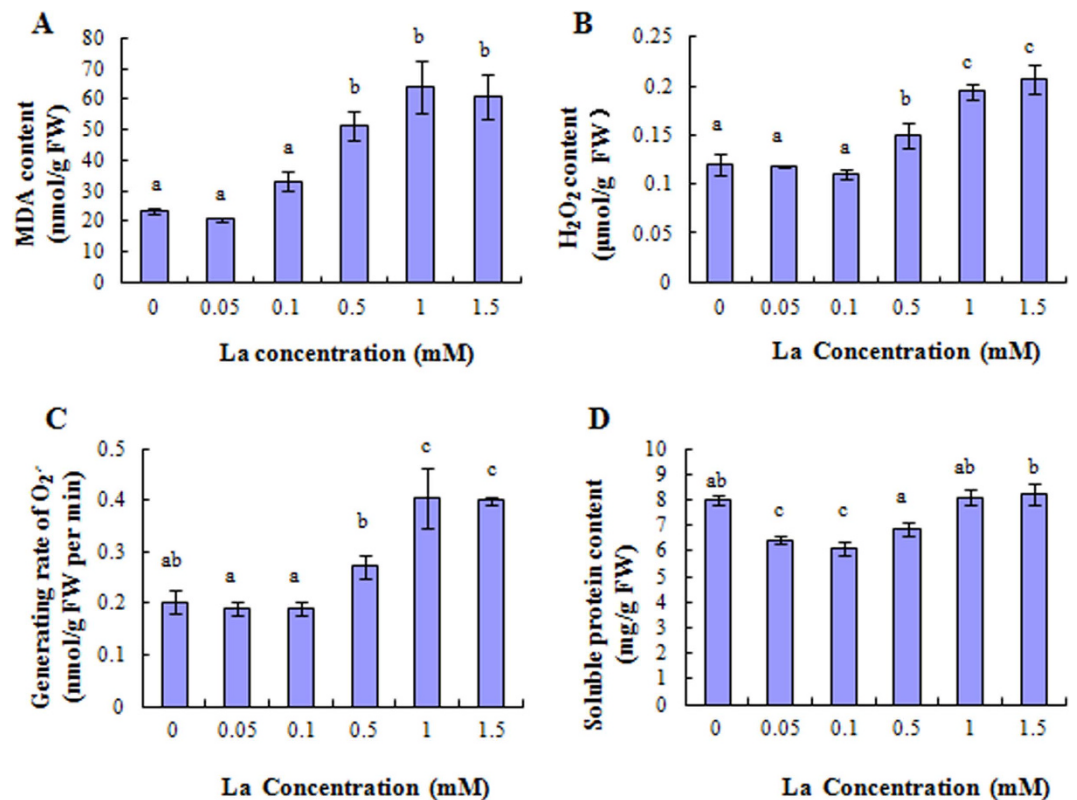 A
MDA content
(nmol/g FW)
80
70
60
50
40
30
20
10
0
a
a
a
b
b
b
0 0.05 0.1 0.5 1 1.5
La concentration (mM)
B
H₂O₂ content
(μmol/g FW)
0.25
0.2
0.15
0.1
0.05
0
a
a
a
b
c
c
0 0.05 0.1 0.5 1 1.5
La Concentration (mM)
C
Generating rate of O₂·⁻
(nmol/g FW per min)
0.5
0.4
0.3
0.2
0.1
0
ab
a
a
b
c
c
0 0.05 0.1 0.5 1 1.5
La Concentration (mM)
D
Soluble protein content
(mg/g FW)
10
9
8
7
6
5
4
3
2
1
0
ab
c
c
a
ab
b
0 0.05 0.1 0.5 1 1.5
La Concentration (mM)